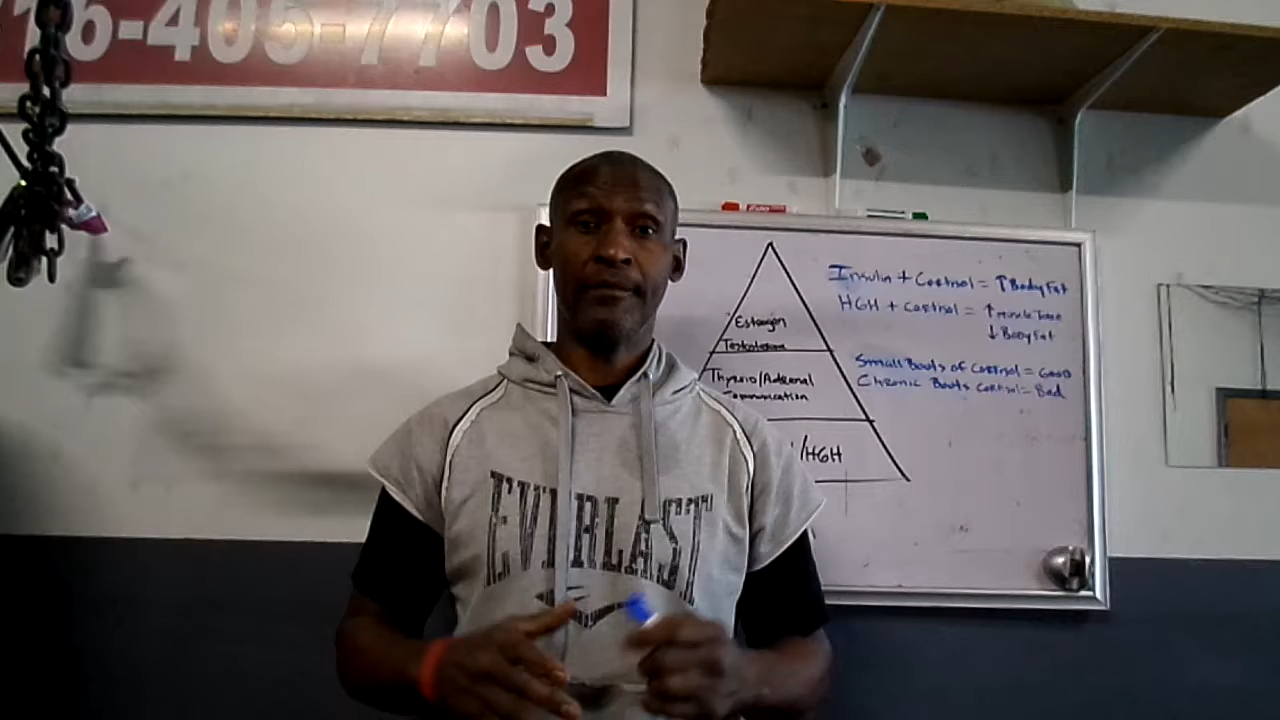 716-405-7703
Insulin + Cortisol = ↑ Body Fat
HGH + Cortisol = ↑ muscle Tone
↓ Body Fat
Small Bouts of Cortisol = Good
Chronic Bouts Cortisol = Bad
Estrogen
Testosterone
Thyroid/Adrenal
Communication
/HGH
EVERLAST